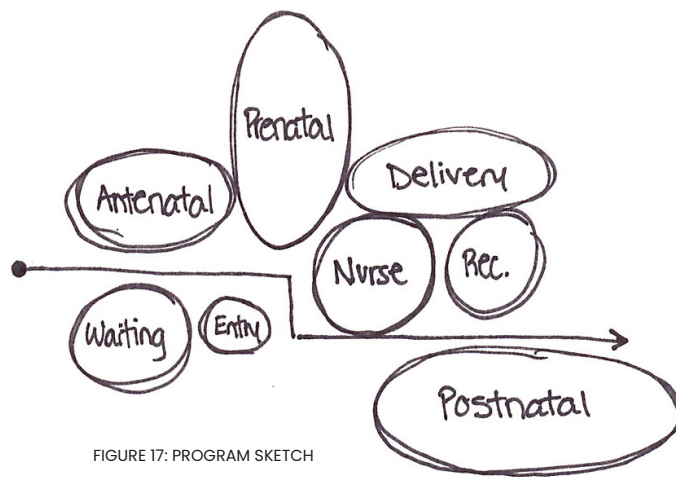 Prenatal
Antenatal
Delivery
Nurse
Rec.
Waiting
Entry
Postnatal
FIGURE 17: PROGRAM SKETCH